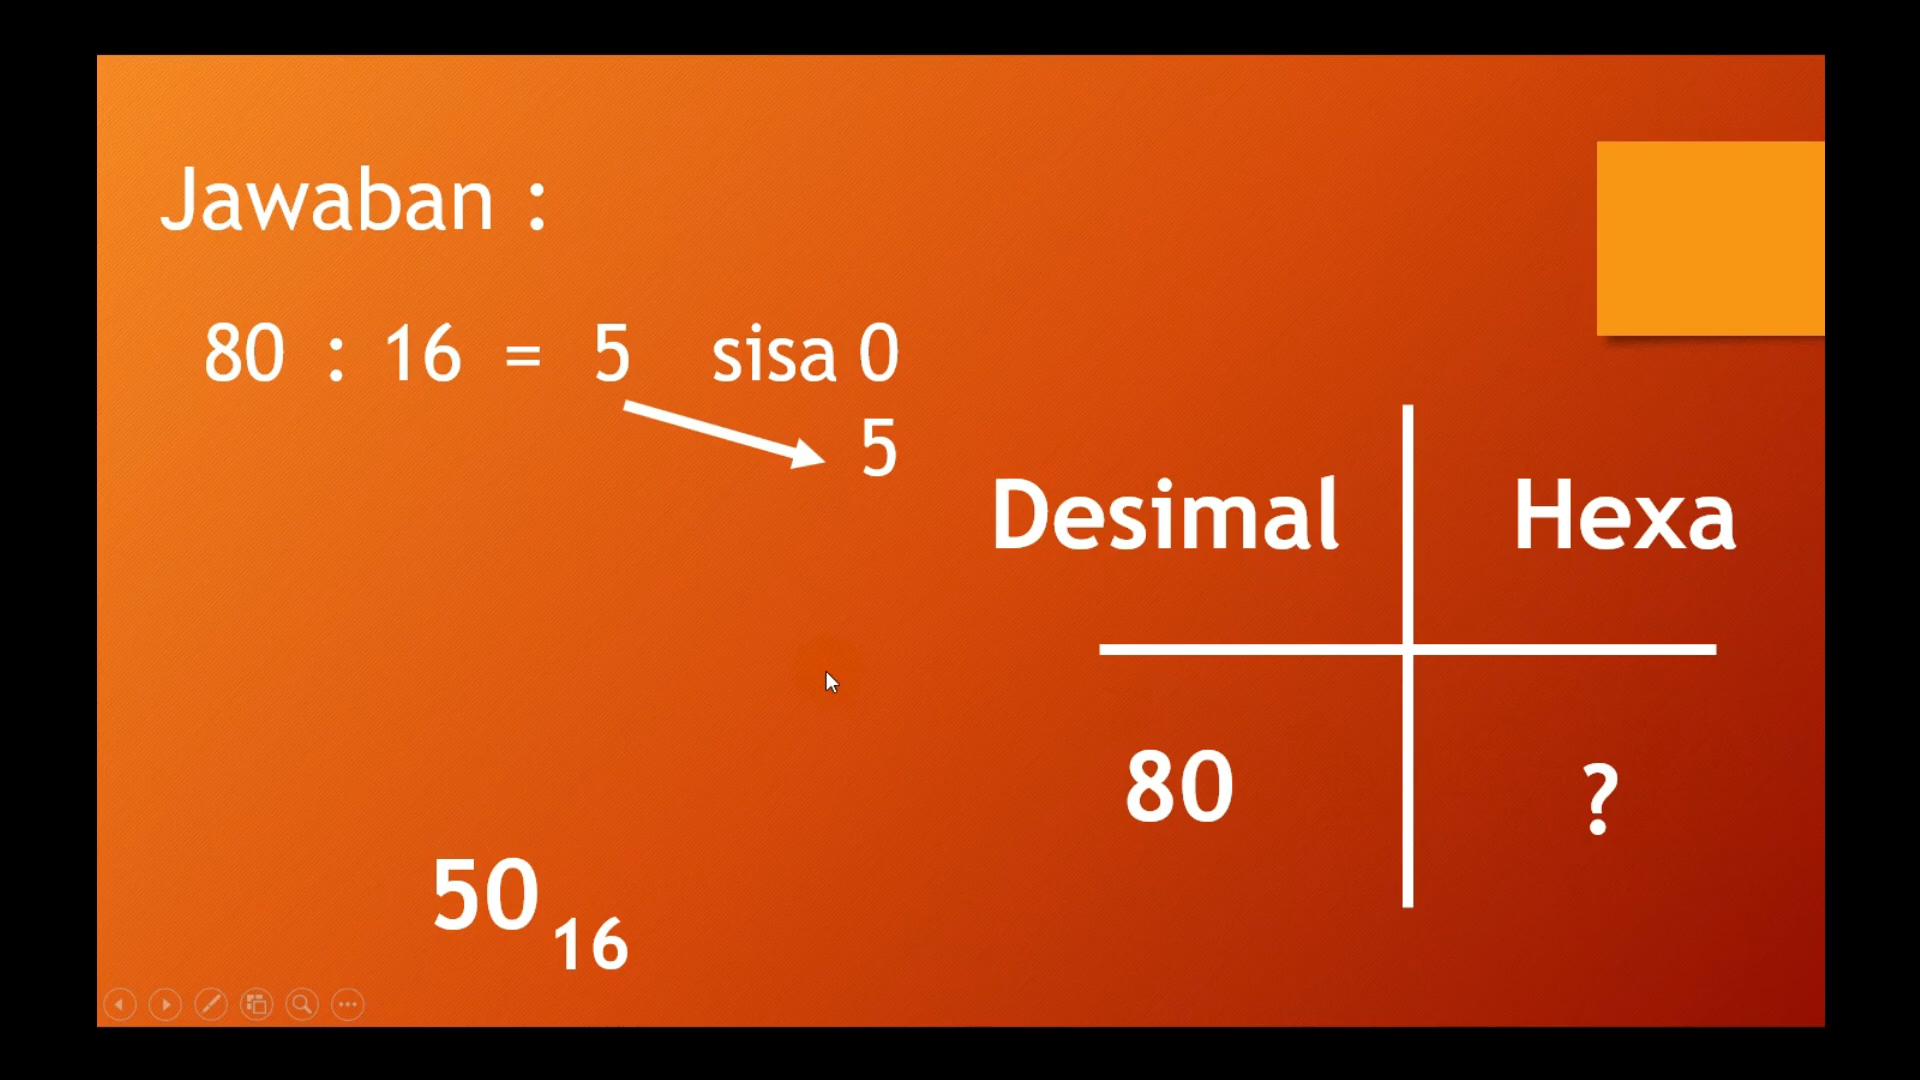 Jawaban :
80 : 16 = 5 sisa 0
5
Desimal Hexa
80 ?
50 16